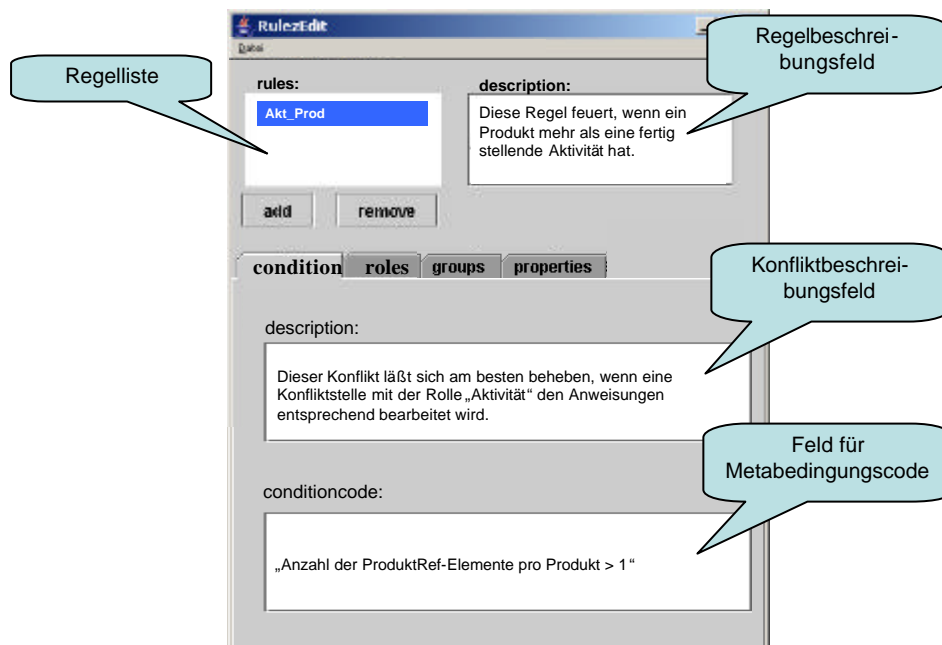 RulezEdit
Datei
Regelliste
Regelbeschrei-
bungsfeld
rules:
description:
Akt_Prod
Diese Regel feuert, wenn ein
Produkt mehr als eine fertig
stellende Aktivität hat.
add
remove
condition
roles
groups
properties
Konfliktbeschrei-
bungsfeld
description:
Dieser Konflikt läßt sich am besten beheben, wenn eine
Konfliktstelle mit der Rolle „Aktivität“ den Anweisungen
entsprechend bearbeitet wird.
Feld für
Metabedingungscode
conditioncode:
„Anzahl der ProduktRef-Elemente pro Produkt > 1“